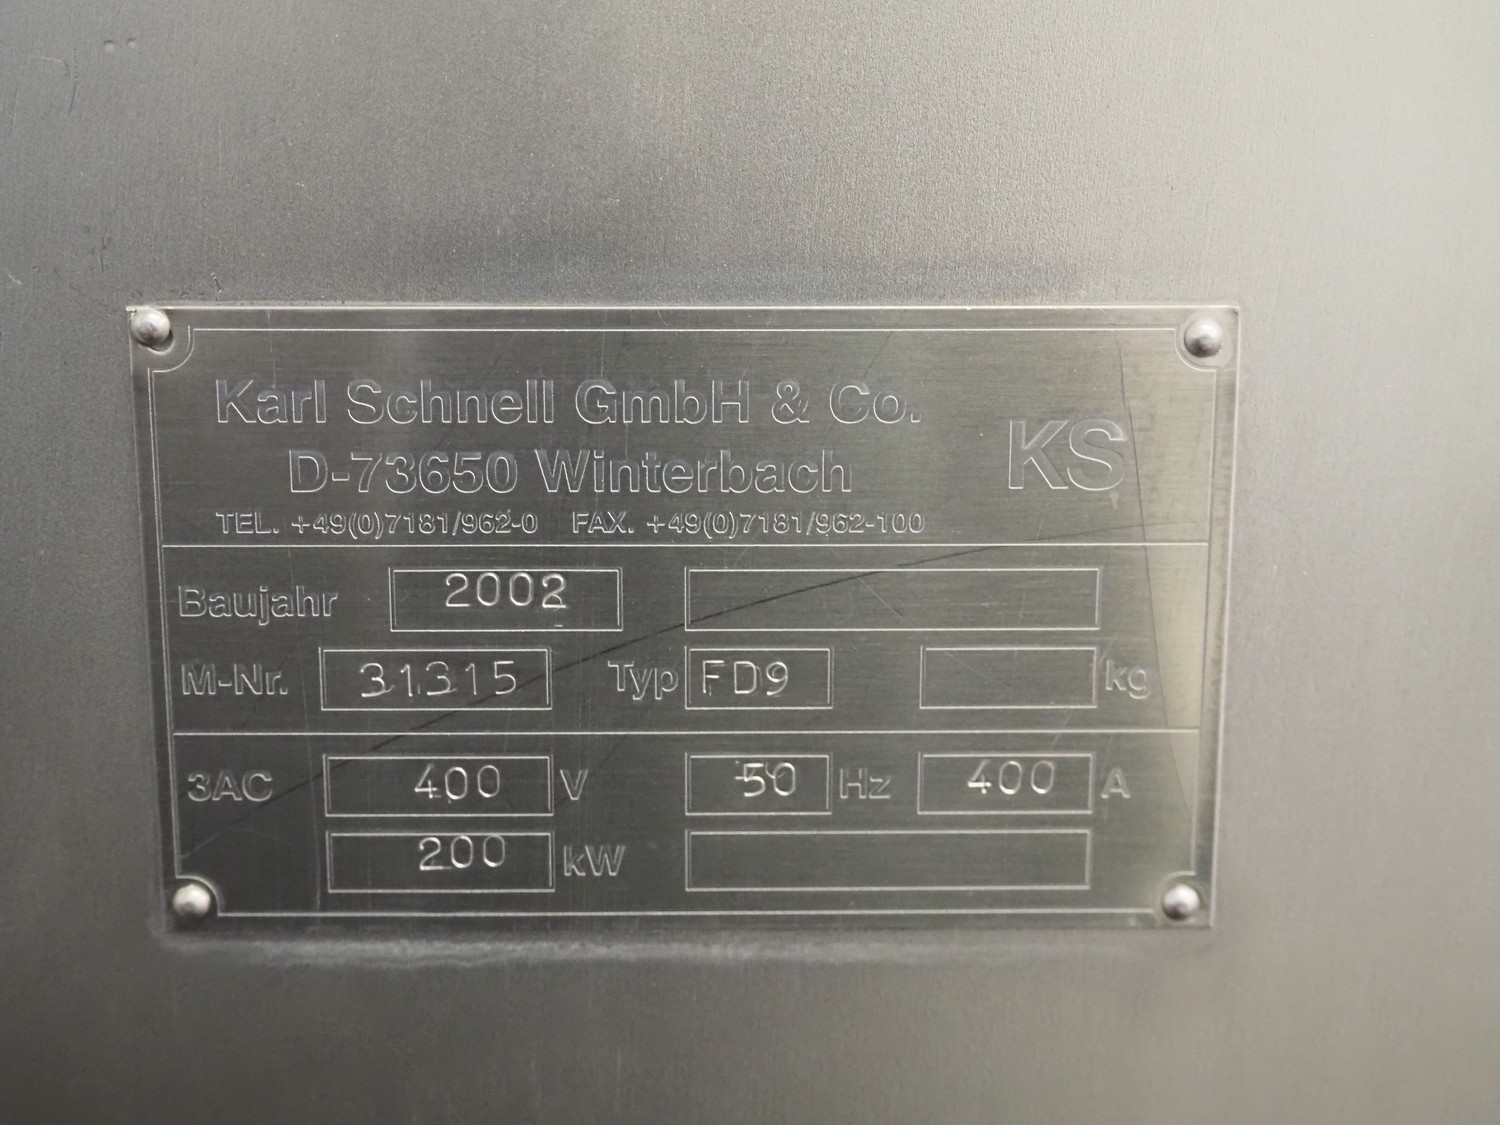 Karl Schnell GmbH & Co.
D-73650 Winterbach
KS
TEL. +49(0)7181/962-0 FAX. +49(0)7181/962-100
Baujahr 2002
M-Nr. 31315 Typ FD9 kg
3AC 400 V 50 Hz 400 A
200 kW